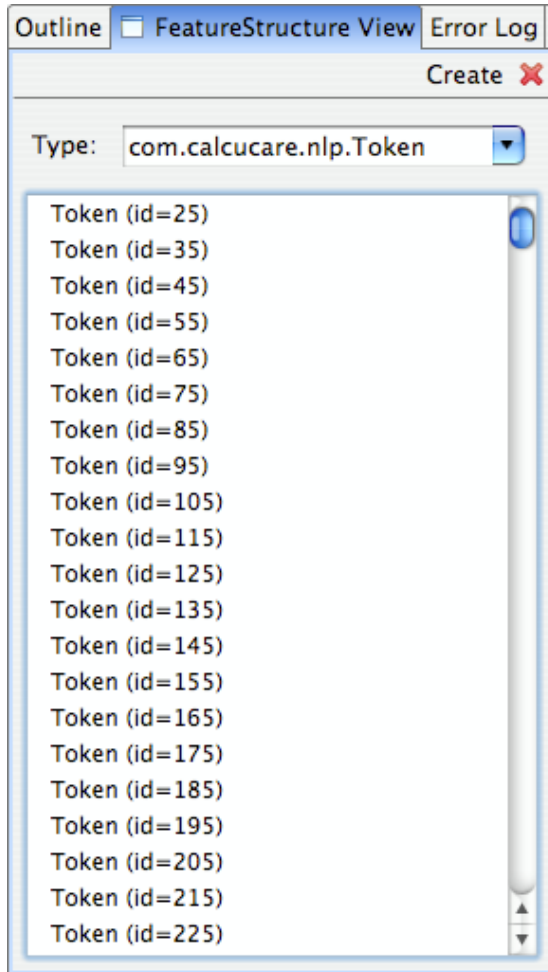 Outline FeatureStructure View Error Log
Create
Type: com.calcucare.nlp.Token
Token (id=25)
Token (id=35)
Token (id=45)
Token (id=55)
Token (id=65)
Token (id=75)
Token (id=85)
Token (id=95)
Token (id=105)
Token (id=115)
Token (id=125)
Token (id=135)
Token (id=145)
Token (id=155)
Token (id=165)
Token (id=175)
Token (id=185)
Token (id=195)
Token (id=205)
Token (id=215)
Token (id=225)